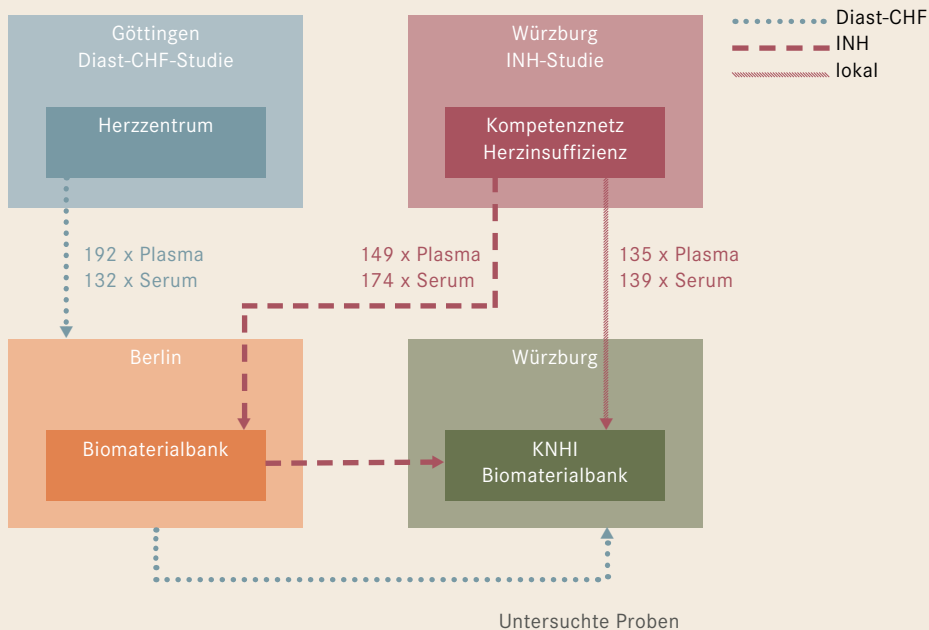 Göttingen
Diast-CHF-Studie
Herzzentrum
Würzburg
INH-Studie
Kompetenznetz
Herzinsuffizienz
Diast-CHF
INH
lokal
192 x Plasma
132 x Serum
149 x Plasma
174 x Serum
135 x Plasma
139 x Serum
Berlin
Biomaterialbank
Würzburg
KNHI
Biomaterialbank
Untersuchte Proben